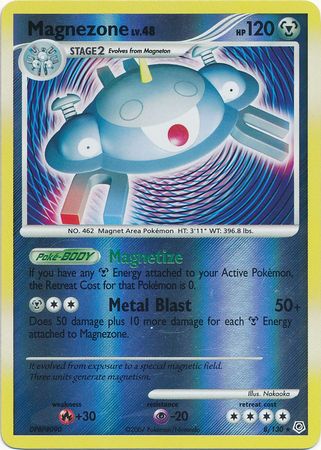 Magnezone LV.48 HP 120
STAGE2 Evolves from Magneton
NO. 462 Magnet Area Pokémon HT: 3'11" WT: 396.8 lbs.
Poké-BODY Magnetize
If you have any Energy attached to your Active Pokémon,
the Retreat Cost for that Pokémon is 0.
Metal Blast 50+
Does 50 damage plus 10 more damage for each Energy
attached to Magnezone.
It evolved from exposure to a special magnetic field.
Three units generate magnetism.
Illus. Nakaoka
weakness resistance retreat cost
+30 -20
DPBP#090 ©2007 Pokémon/Nintendo 8/130 ★